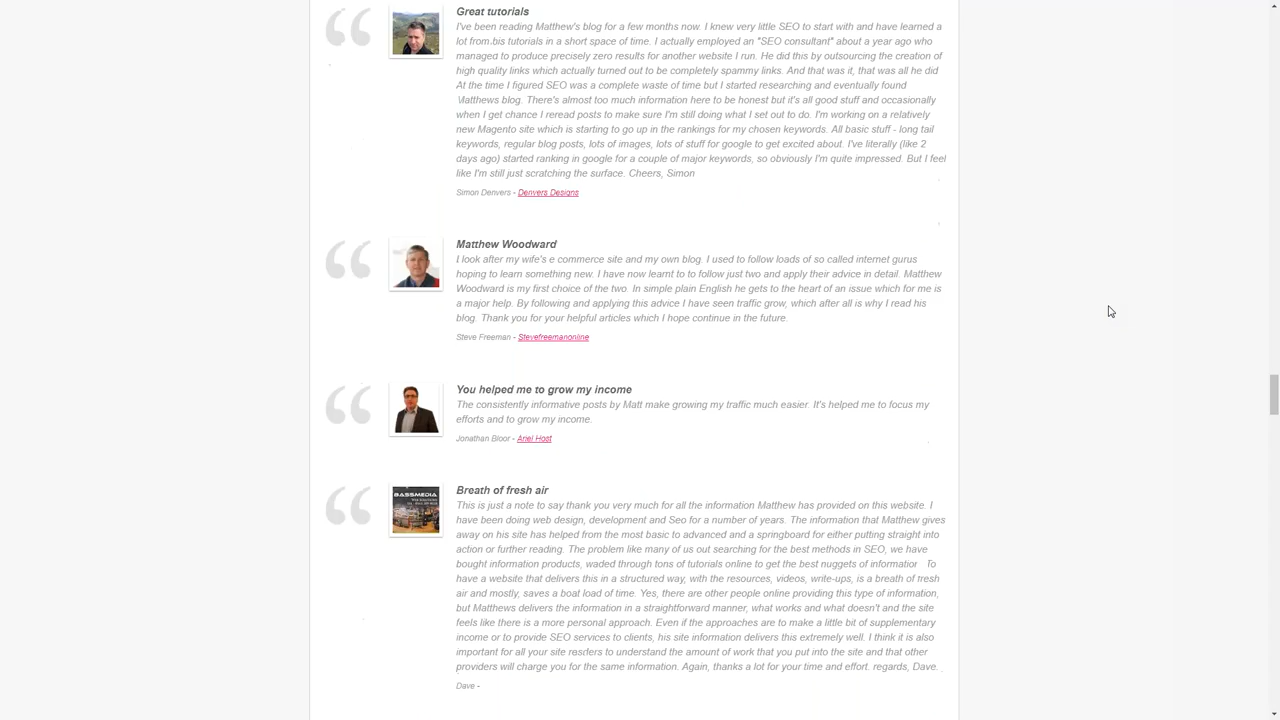 Great tutorials
I've been reading Matthew's blog for a few months now. I knew very little SEO to start with and have learned a
lot from.bis tutorials in a short space of time. I actually employed an "SEO consultant" about a year ago who
managed to produce precisely zero results for another website I run. He did this by outsourcing the creation of
high quality links which actually turned out to be completely spammy links. And that was it, that was all he did
At the time I figured SEO was a complete waste of time but I started researching and eventually found
Matthews blog. There's almost too much information here to be honest but it's all good stuff and occasionally
when I get chance I reread posts to make sure I'm still doing what I set out to do. I'm working on a relatively
new Magento site which is starting to go up in the rankings for my chosen keywords. All basic stuff - long tail
keywords, regular blog posts, lots of images, lots of stuff for google to get excited about. I've literally (like 2
days ago) started ranking in google for a couple of major keywords, so obviously I'm quite impressed. But I feel
like I'm still just scratching the surface. Cheers, Simon
Simon Denvers - Denvers Designs
Matthew Woodward
I look after my wife's e commerce site and my own blog. I used to follow loads of so called internet gurus
hoping to learn something new. I have now learnt to to follow just two and apply their advice in detail. Matthew
Woodward is my first choice of the two. In simple plain English he gets to the heart of an issue which for me is
a major help. By following and applying this advice I have seen traffic grow, which after all is why I read his
blog. Thank you for your helpful articles which I hope continue in the future.
Steve Freeman - Stevefreemanonline
You helped me to grow my income
The consistently informative posts by Matt make growing my traffic much easier. It's helped me to focus my
efforts and to grow my income.
Jonathan Bloor - Ariel Host
BASSMEDIA
Breath of fresh air
This is just a note to say thank you very much for all the information Matthew has provided on this website. I
have been doing web design, development and Seo for a number of years. The information that Matthew gives
away on his site has helped from the most basic to advanced and a springboard for either putting straight into
action or further reading. The problem like many of us out searching for the best methods in SEO, we have
bought information products, waded through tons of tutorials online to get the best nuggets of informatior To
have a website that delivers this in a structured way, with the resources, videos, write-ups, is a breath of fresh
air and mostly, saves a boat load of time. Yes, there are other people online providing this type of information,
but Matthews delivers the information in a straightforward manner, what works and what doesn't and the site
feels like there is a more personal approach. Even if the approaches are to make a little bit of supplementary
income or to provide SEO services to clients, his site information delivers this extremely well. I think it is also
important for all your site readers to understand the amount of work that you put into the site and that other
providers will charge you for the same information. Again, thanks a lot for your time and effort. regards, Dave.
Dave -